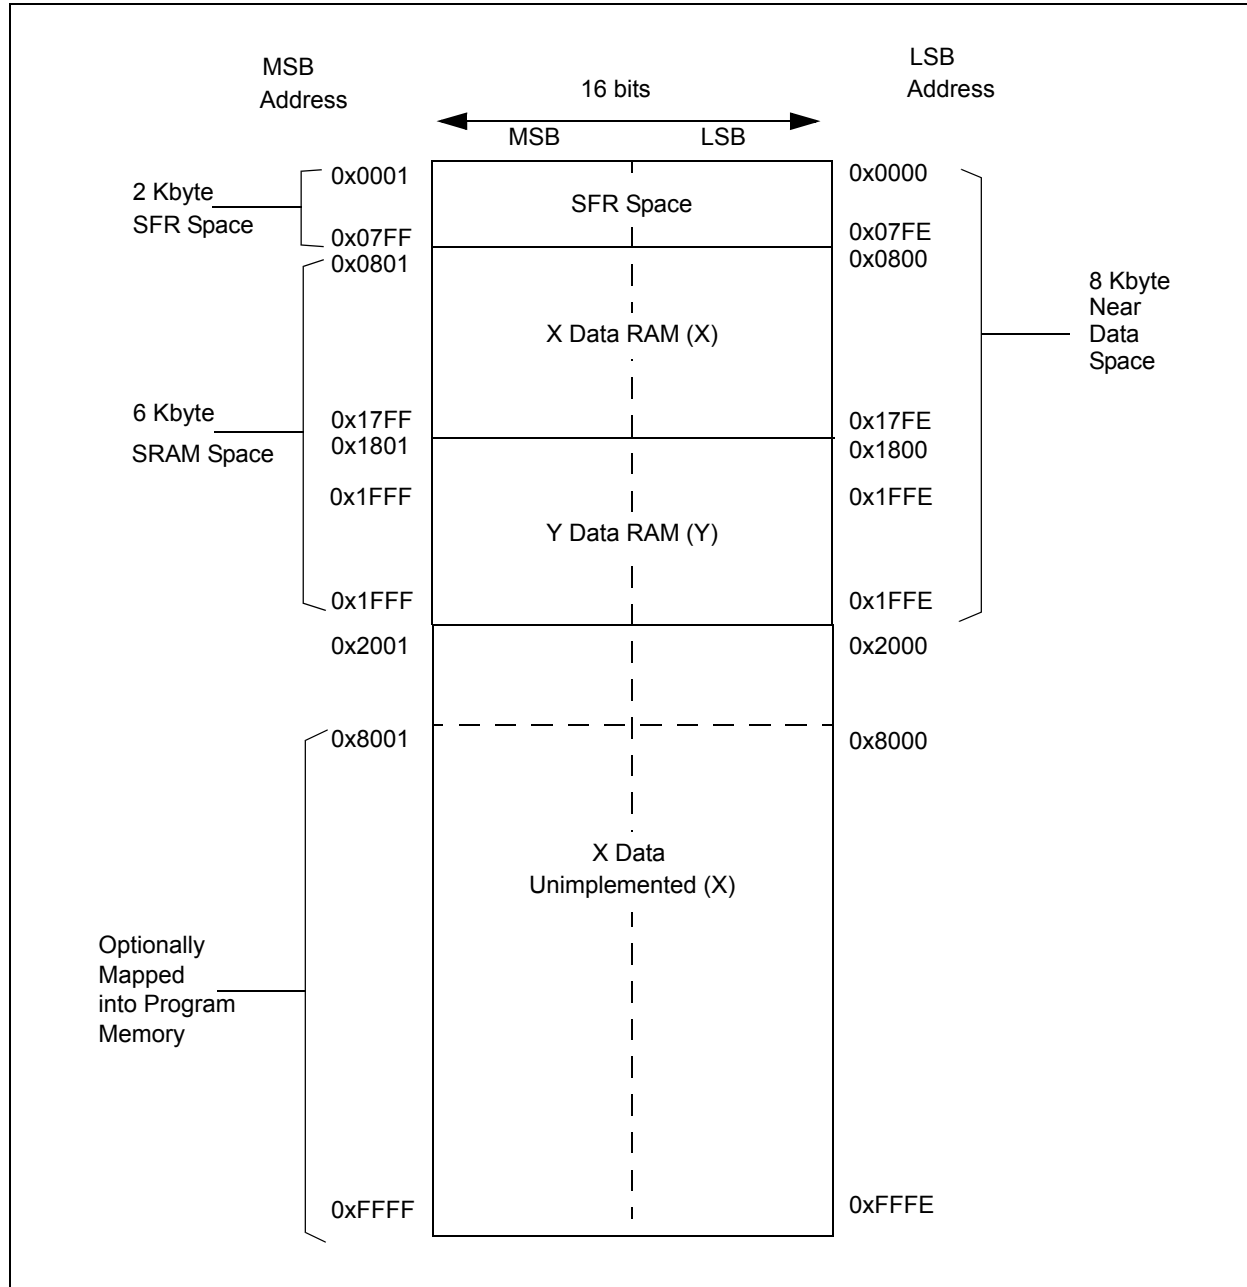 MSB
Address
LSB
Address
16 bits
MSB
LSB
2 Kbyte
SFR Space
0x0001
0x0000
SFR Space
0x07FF
0x07FE
0x0801
0x0800
8 Kbyte
Near
Data
Space
X Data RAM (X)
6 Kbyte
SRAM Space
0x17FF
0x17FE
0x1801
0x1800
0x1FFF
0x1FFE
Y Data RAM (Y)
0x1FFF
0x1FFE
0x2001
0x2000
0x8001
0x8000
X Data
Unimplemented (X)
Optionally
Mapped
into Program
Memory
0xFFFF
0xFFFE